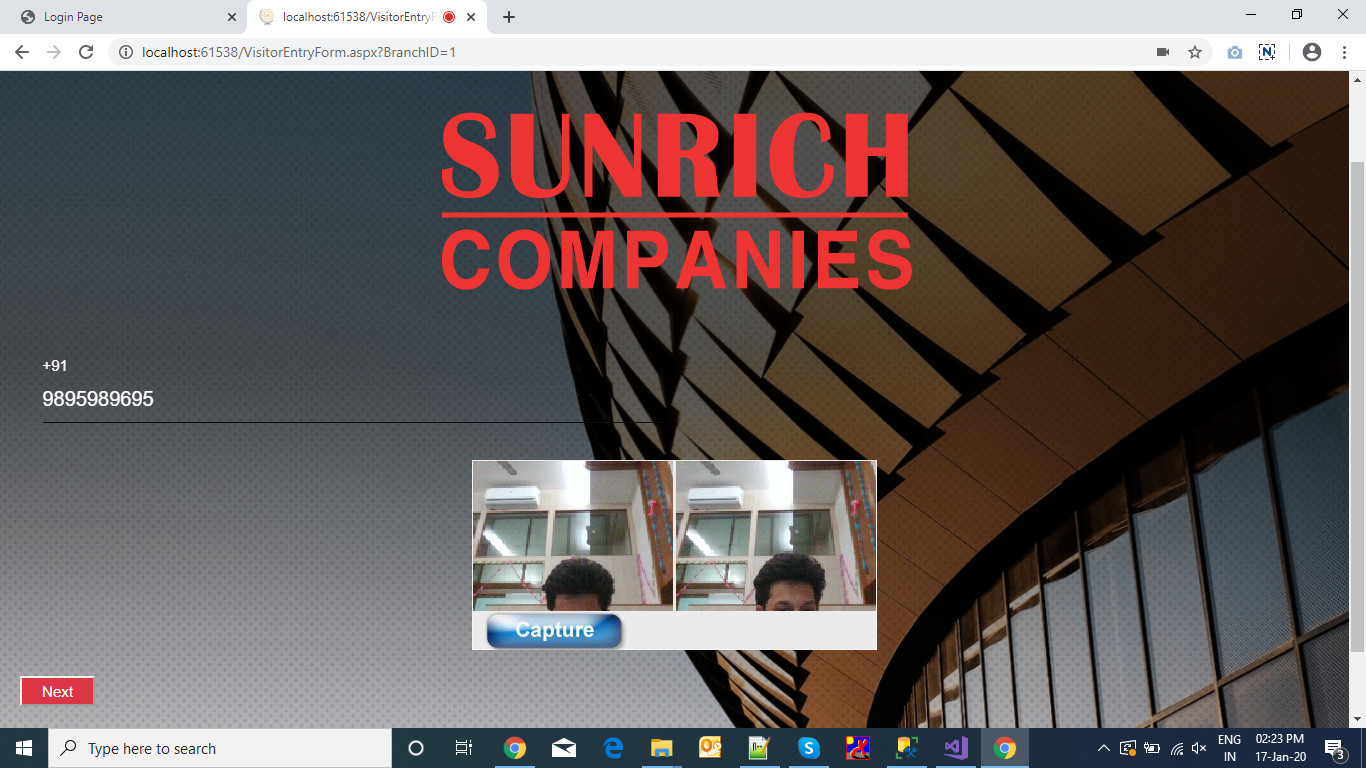 Login Page
localhost:61538/VisitorEntryF
localhost:61538/VisitorEntryForm.aspx?BranchID=1
SUNRICH
COMPANIES
+91
9895989695
Capture
Next
Type here to search
ENG
IN
02:23 PM
17-Jan-20
3